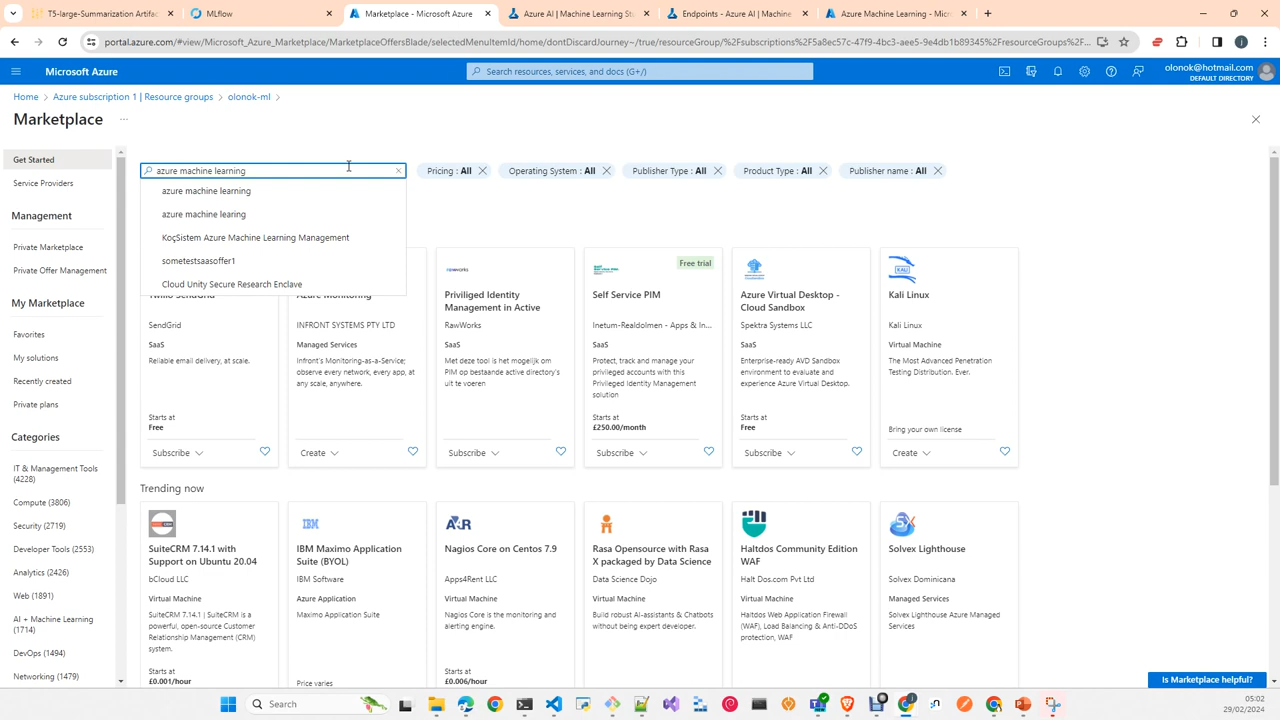 T5-large-Summarization Artifac
MLflow
Marketplace - Microsoft Azure
Azure AI | Machine Learning St
Endpoints - Azure AI | Machine
Azure Machine Learning - Micr
portal.azure.com/#view/Microsoft_Azure_Marketplace/MarketplaceOffersBlade/selectedMenuItemId/home/dontDiscardJourney~/true/resourceGroup/%2Fsubscriptions%2F5a8ec57c-47f9-4bc3-aee5-9e4db1b89345%2FresourceGroups%2F...
Microsoft Azure
Search resources, services, and docs (G+/)
olonok@hotmail.com
DEFAULT DIRECTORY
Home > Azure subscription 1 | Resource groups > olonok-ml >
Marketplace ...
Get Started
Service Providers
Management
Private Marketplace
Private Offer Management
My Marketplace
Favorites
My solutions
Recently created
Private plans
Categories
IT & Management Tools
(4228)
Compute (3806)
Security (2719)
Developer Tools (2553)
Analytics (2426)
Web (1891)
AI + Machine Learning
(1714)
DevOps (1494)
Networking (1479)
azure machine learning
Pricing : All
Operating System : All
Publisher Type : All
Product Type : All
Publisher name : All
azure machine learning
azure machine learing
KoçSistem Azure Machine Learning Management
sometestsaasoffer1
Cloud Unity Secure Research Enclave
Twilio SendGrid
SendGrid
SaaS
Reliable email delivery, at scale.
Starts at
Free
Subscribe
Azure Monitoring
INFRONT SYSTEMS PTY LTD
Managed Services
Infront's Monitoring-as-a-Service;
observe every network, every app, at
any scale, anywhere.
Create
rawworks
Priviliged Identity
Management in Active
RawWorks
SaaS
Met deze tool is het mogelijk om
PIM op bestaande active directory's
uit te voeren
Subscribe
Free trial
Self Service PIM
Inetum-Realdolmen - Apps & In...
SaaS
Protect, track and manage your
privileged accounts with this
Privileged Identity Management
solution
Starts at
£250.00/month
Subscribe
Azure Virtual Desktop -
Cloud Sandbox
Spektra Systems LLC
SaaS
Enterprise-ready AVD Sandbox
environment to evaluate and
experience Azure Virtual Desktop.
Starts at
Free
Subscribe
KALI
Kali Linux
Kali Linux
Virtual Machine
The Most Advanced Penetration
Testing Distribution. Ever.
Bring your own license
Create
Trending now
SuiteCRM 7.14.1 with
Support on Ubuntu 20.04
bCloud LLC
Virtual Machine
SuiteCRM 7.14.1 | SuiteCRM is a
powerful, open-source Customer
Relationship Management (CRM)
system.
Starts at
£0.001/hour
IBM
IBM Maximo Application
Suite (BYOL)
IBM Software
Azure Application
Maximo Application Suite
Price varies
A4R
Nagios Core on Centos 7.9
Apps4Rent LLC
Virtual Machine
Nagios Core is the monitoring and
alerting engine.
Starts at
£0.006/hour
Rasa Opensource with Rasa
X packaged by Data Science
Data Science Dojo
Virtual Machine
Build robust AI-assistants & Chatbots
without being expert developer.
Haltdos Community Edition
WAF
Halt Dos.com Pvt Ltd
Virtual Machine
Haltdos Web Application Firewall
(WAF), Load Balancing & Anti-DDoS
protection, WAF
Solvex Lighthouse
Solvex Dominicana
Managed Services
Solvex Lighthouse Azure Managed
Services
Is Marketplace helpful?
Search
05:02
29/02/2024